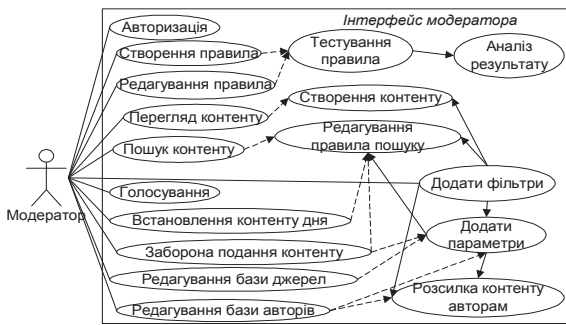 Інтерфейс модератора
Авторизація
Створення правила
Тестування
правила
Аналіз
результату
Редагування правила
Створення контенту
Перегляд контенту
Редагування
правила пошуку
Пошук контенту
Додати фільтри
Голосування
Модератор
Встановлення контенту дня
Додати
параметри
Заборона подання контенту
Редагування бази джерел
Розсилка контенту
авторам
Редагування бази авторів